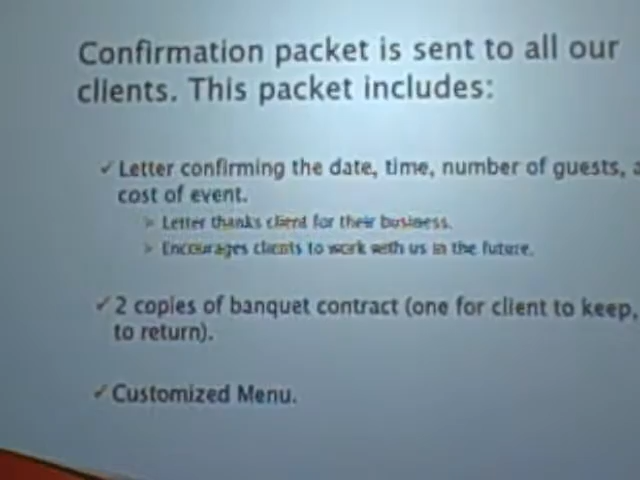 Confirmation packet is sent to all our
clients. This packet includes:
✓ Letter confirming the date, time, number of guests,
cost of event.
➢ Letter thanks client for their business.
➢ Encourages clients to work with us in the future.
✓ 2 copies of banquet contract (one for client to keep,
to return).
✓ Customized Menu.